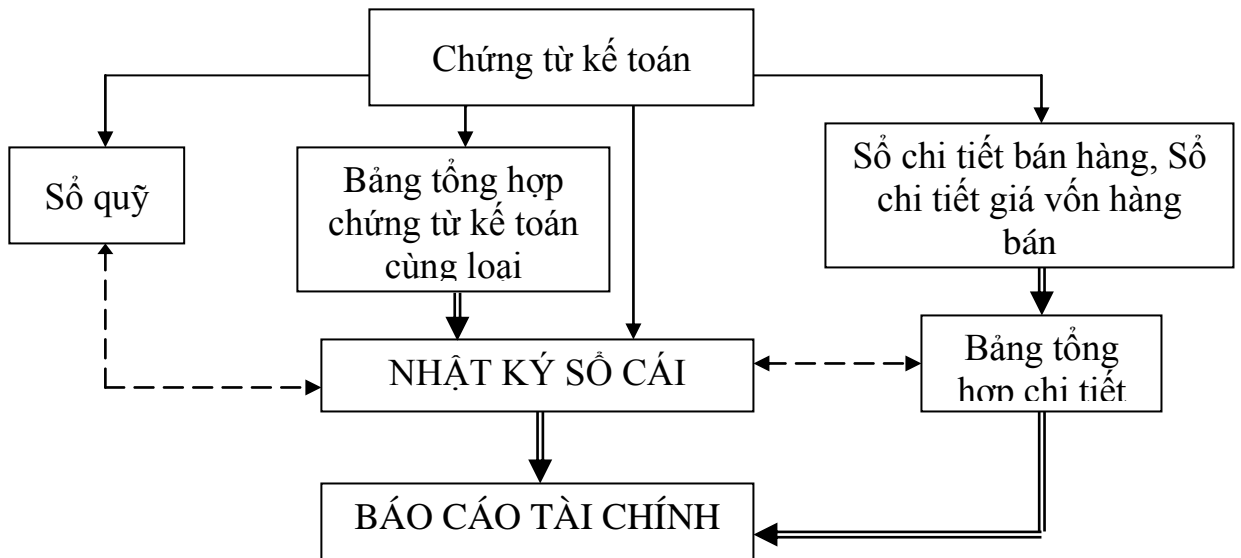 Chứng từ kế toán
Sổ quỹ
Bảng tổng hợp
chứng từ kế toán
cùng loại
Sổ chi tiết bán hàng, Sổ
chi tiết giá vốn hàng
bán
NHẬT KÝ SỔ CÁI
Bảng tổng
hợp chi tiết
BÁO CÁO TÀI CHÍNH